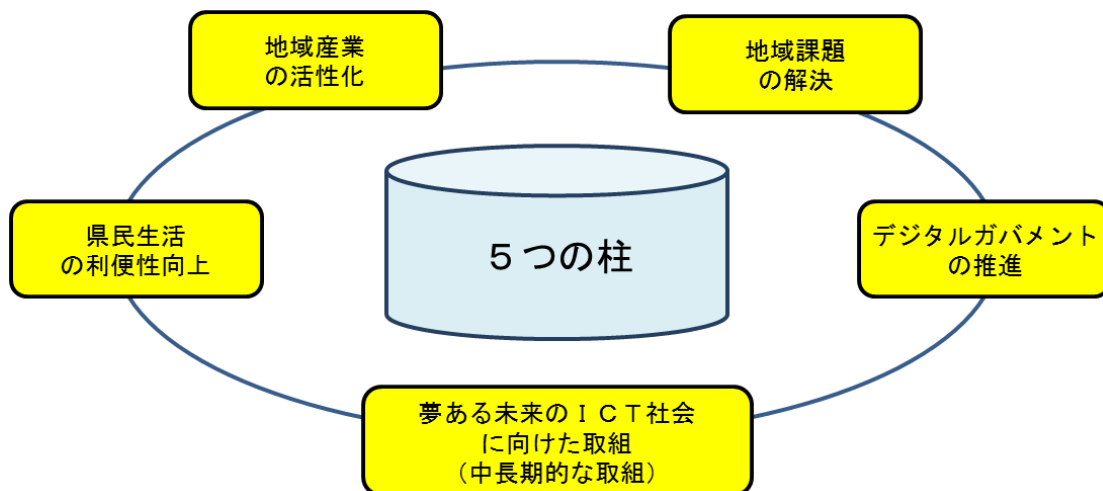 地域産業
の活性化
地域課題
の解決
県民生活
の利便性向上
５つの柱
デジタルガバメント
の推進
夢ある未来のＩＣＴ社会
に向けた取組
（中長期的な取組）